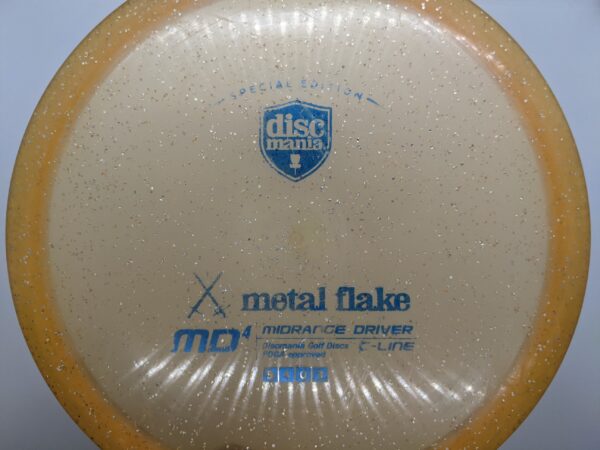 SPECIAL EDITION
disc
mania
metal flake
MD4 MIDRANGE DRIVER
Discmania Golf Discs C-LINE
PDGA approved